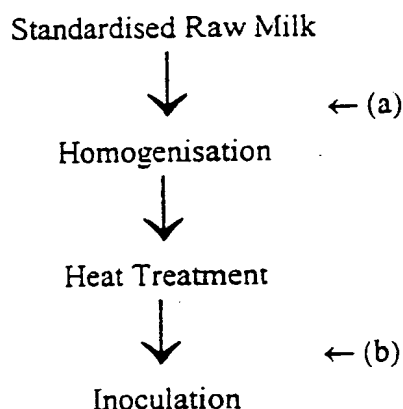 Standardised Raw Milk
← (a)
Homogenisation
Heat Treatment
← (b)
Inoculation